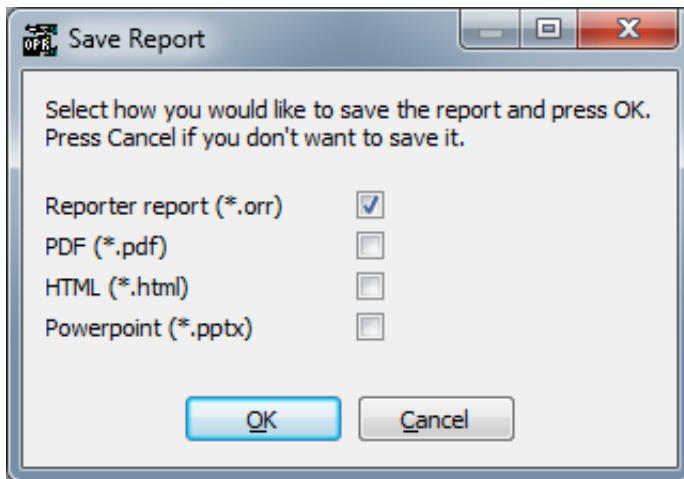 OPR
Save Report
Select how you would like to save the report and press OK.
Press Cancel if you don't want to save it.
Reporter report (*.orr)
PDF (*.pdf)
HTML (*.html)
Powerpoint (*.pptx)
OK
Cancel